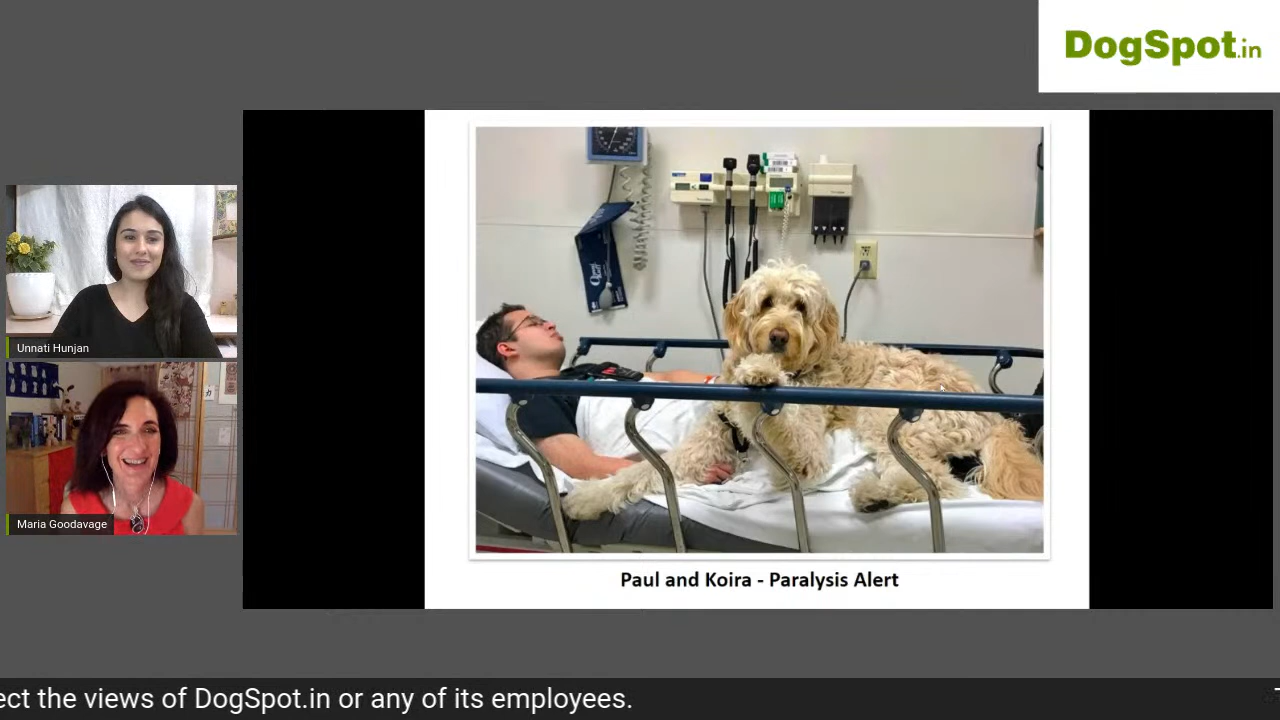 DogSpot.in
Unnati Hunjan
Maria Goodavage
Paul and Koira - Paralysis Alert
ect the views of DogSpot.in or any of its employees.